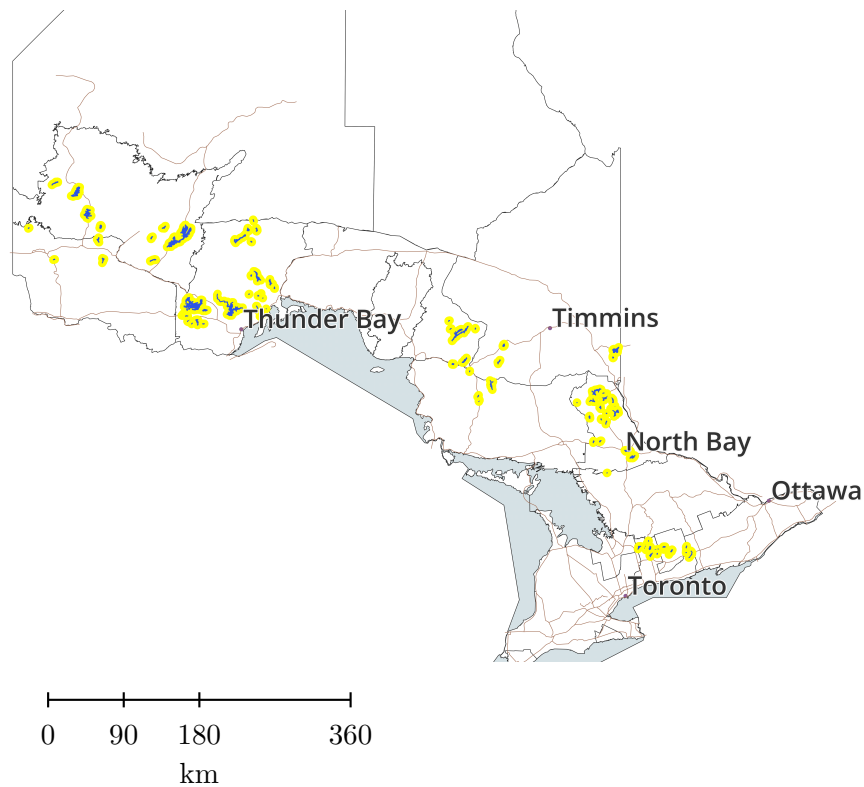 Thunder Bay
Timmins
North Bay
Ottawa
Toronto
0 90 180 360
km